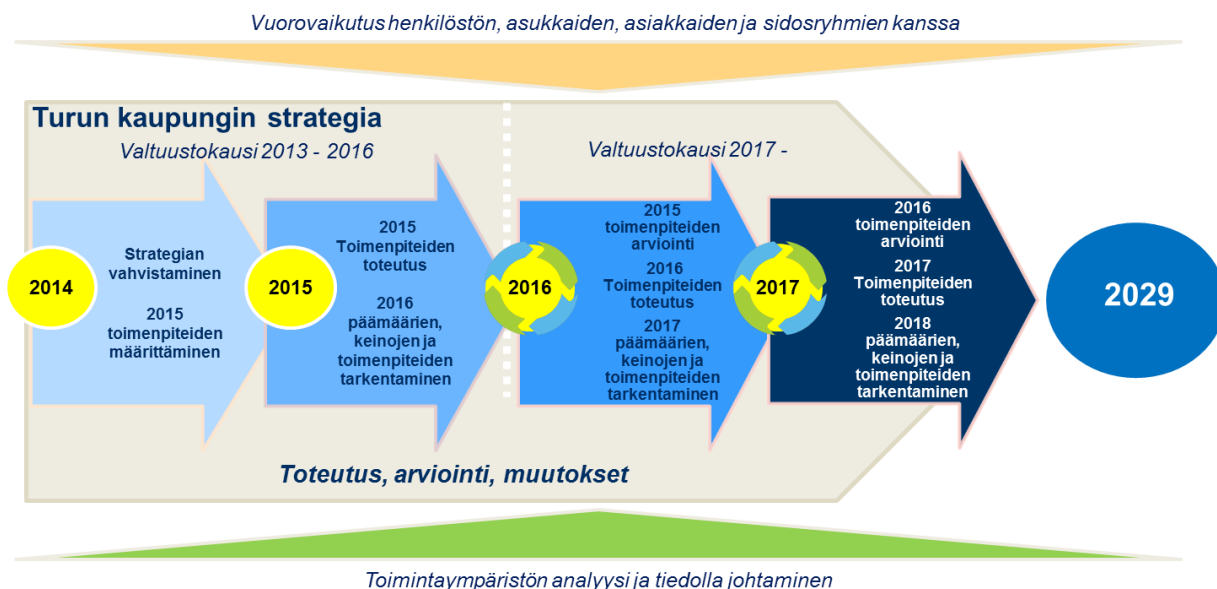 Vuorovaikutus henkilöstön, asukkaiden, asiakkaiden ja sidosryhmien kanssa
Turun kaupungin strategia
Valtuustokausi 2013 - 2016
Valtuustokausi 2017 -
2014
Strategian
vahvistaminen
2015
toimenpiteiden
määrittäminen
2015
2015
Toimenpiteiden
toteutus
2016
päämäärien,
keinojen ja
toimenpiteiden
tarkentaminen
2016
2015
toimenpiteiden
arviointi
2016
Toimenpiteiden
toteutus
2017
päämäärien,
keinojen ja
toimenpiteiden
tarkentaminen
2017
2016
toimenpiteiden
arviointi
2017
Toimenpiteiden
toteutus
2018
päämäärien,
keinojen ja
toimenpiteiden
tarkentaminen
2029
Toteutus, arviointi, muutokset
Toimintaympäristön analyysi ja tiedolla johtaminen